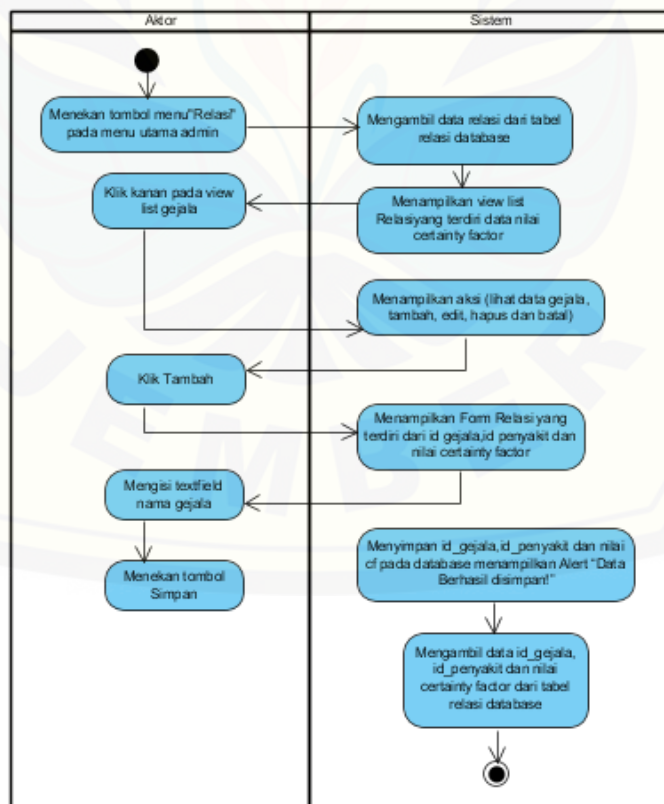 Aktor
Sistem
Menekan tombol menu"Relasi"
pada menu utama admin
Mengambil data relasi dari tabel
relasi database
Klik kanan pada view
list gejala
Menampilkan view list
Relasiyang terdiri data nilai
certainty factor
Menampilkan aksi (lihat data gejala,
tambah, edit, hapus dan batal)
Klik Tambah
Menampilkan Form Relasi yang
terdiri dari id gejala,id penyakit dan
nilai certainty factor
Mengisi textfield
nama gejala
Menekan tombol
Simpan
Menyimpan id_gejala,id_penyakit dan nilai
cf pada database menampilkan Alert "Data
Berhasil disimpan!"
Mengambil data id_gejala,
id_penyakit dan nilai
certainty factor dari tabel
relasi database
JEMBER